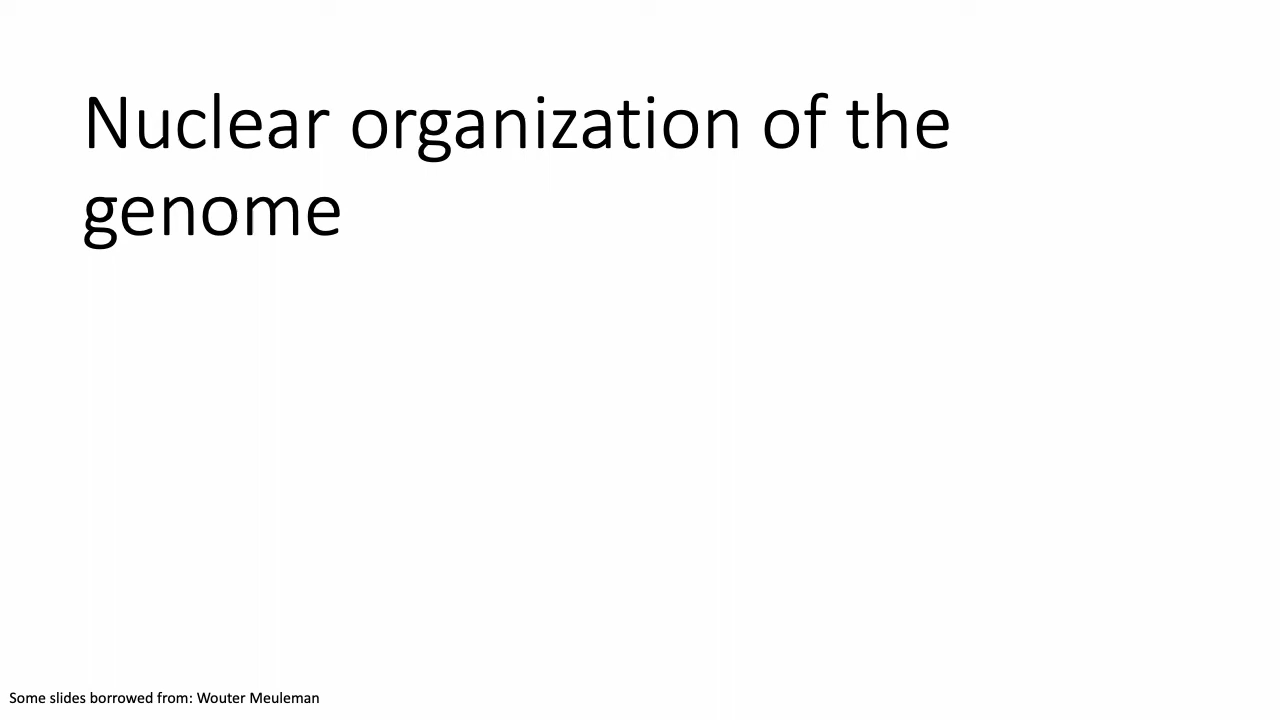 Nuclear organization of the
genome
Some slides borrowed from: Wouter Meuleman